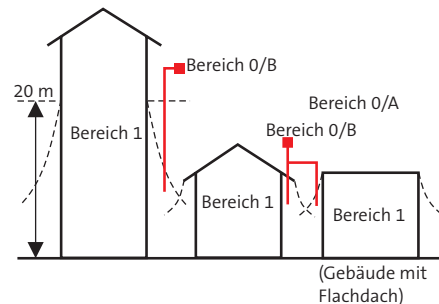 Bereich 0/B
20 m
Bereich 0/A
Bereich 0/B
Bereich 1
Bereich 1
Bereich 1
(Gebäude mit
Flachdach)